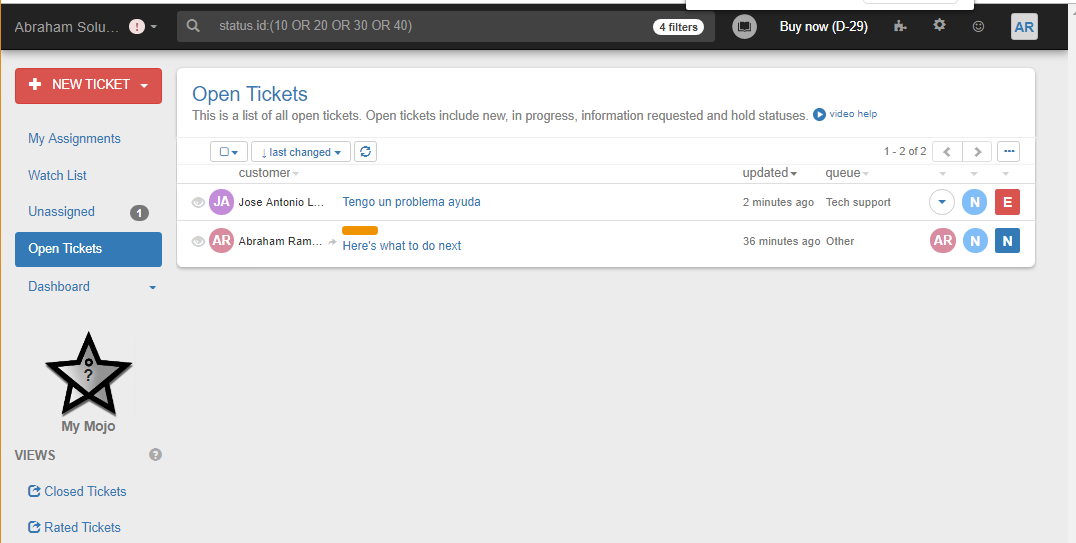 Abraham Solu... !
status.id:(10 OR 20 OR 30 OR 40)
4 filters
Buy now (D-29)
AR
NEW TICKET
My Assignments
Watch List
Unassigned 1
Open Tickets
Dashboard
?
My Mojo
VIEWS ?
Closed Tickets
Rated Tickets
Open Tickets
This is a list of all open tickets. Open tickets include new, in progress, information requested and hold statuses. video help
↓ last changed
1 - 2 of 2
customer updated queue
JA Jose Antonio L... Tengo un problema ayuda 2 minutes ago Tech support N E
AR Abraham Ram... Here's what to do next 36 minutes ago Other AR N N